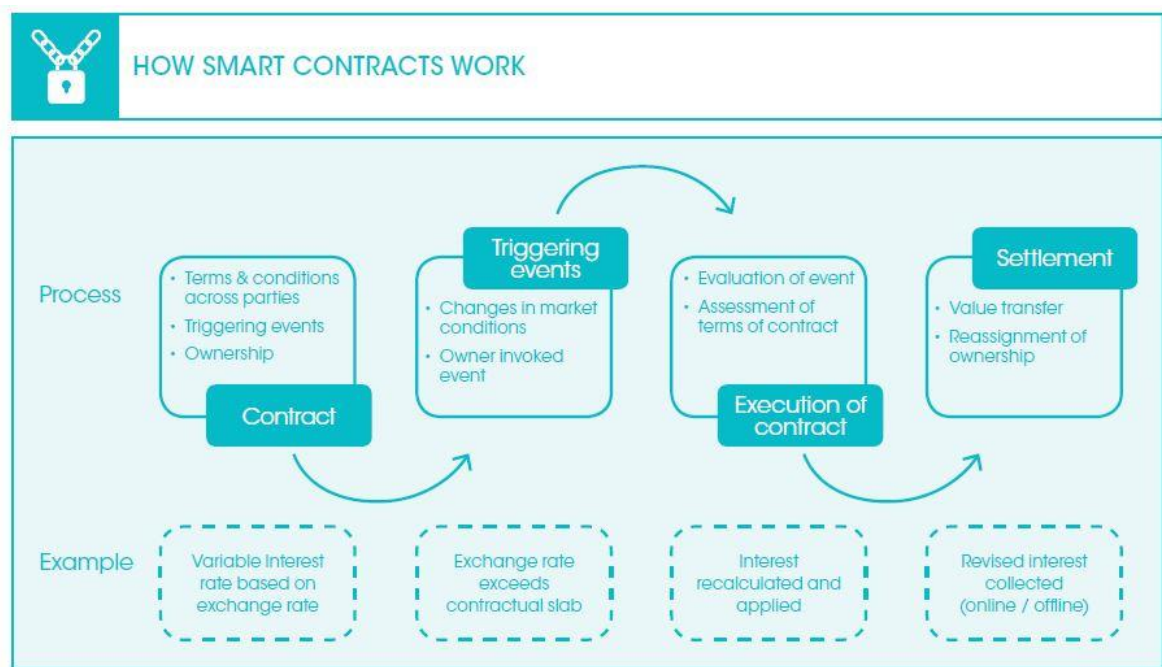 HOW SMART CONTRACTS WORK
Process
• Terms & conditions
across parties
• Triggering events
• Ownership
Contract
Triggering
events
• Changes in market
conditions
• Owner invoked
event
• Evaluation of event
• Assessment of
terms of contract
Execution of
contract
Settlement
• Value transfer
• Reassignment of
ownership
Example
Variable Interest
rate based on
exchange rate
Exchange rate
exceeds
contractual slab
Interest
recalculated and
applied
Revised interest
collected
(online / offline)